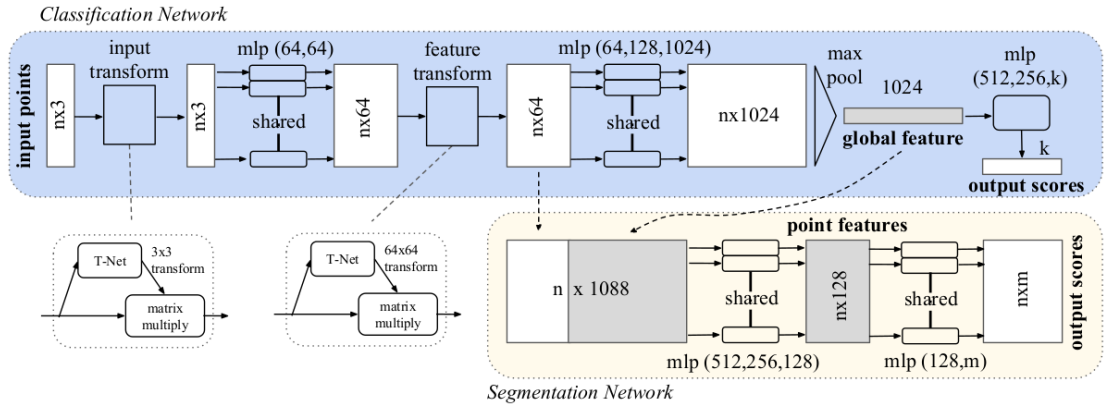 Classification Network
input points
nx3
input
transform
nx3
mlp (64,64)
shared
nx64
feature
transform
nx64
mlp (64,128,1024)
shared
nx1024
max
pool
1024
global feature
mlp
(512,256,k)
k
output scores
T-Net
3x3
transform
matrix
multiply
T-Net
64x64
transform
matrix
multiply
point features
n x 1088
shared
mlp (512,256,128)
nx128
shared
mlp (128,m)
nxm
output scores
Segmentation Network